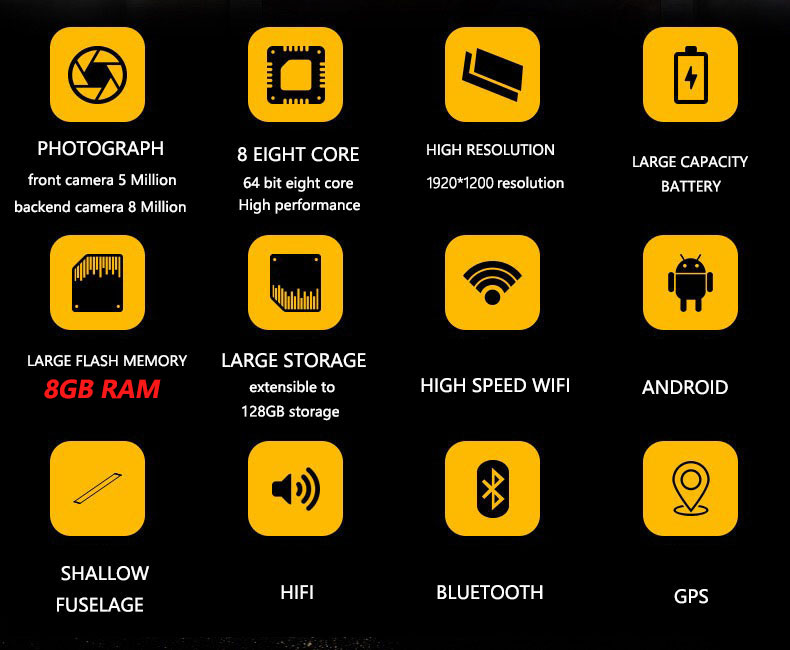 PHOTOGRAPH
front camera 5 Million
backend camera 8 Million
8 EIGHT CORE
64 bit eight core
High performance
HIGH RESOLUTION
1920*1200 resolution
LARGE CAPACITY
BATTERY
LARGE FLASH MEMORY
8GB RAM
LARGE STORAGE
extensible to
128GB storage
HIGH SPEED WIFI
ANDROID
SHALLOW
FUSELAGE
HIFI
BLUETOOTH
GPS